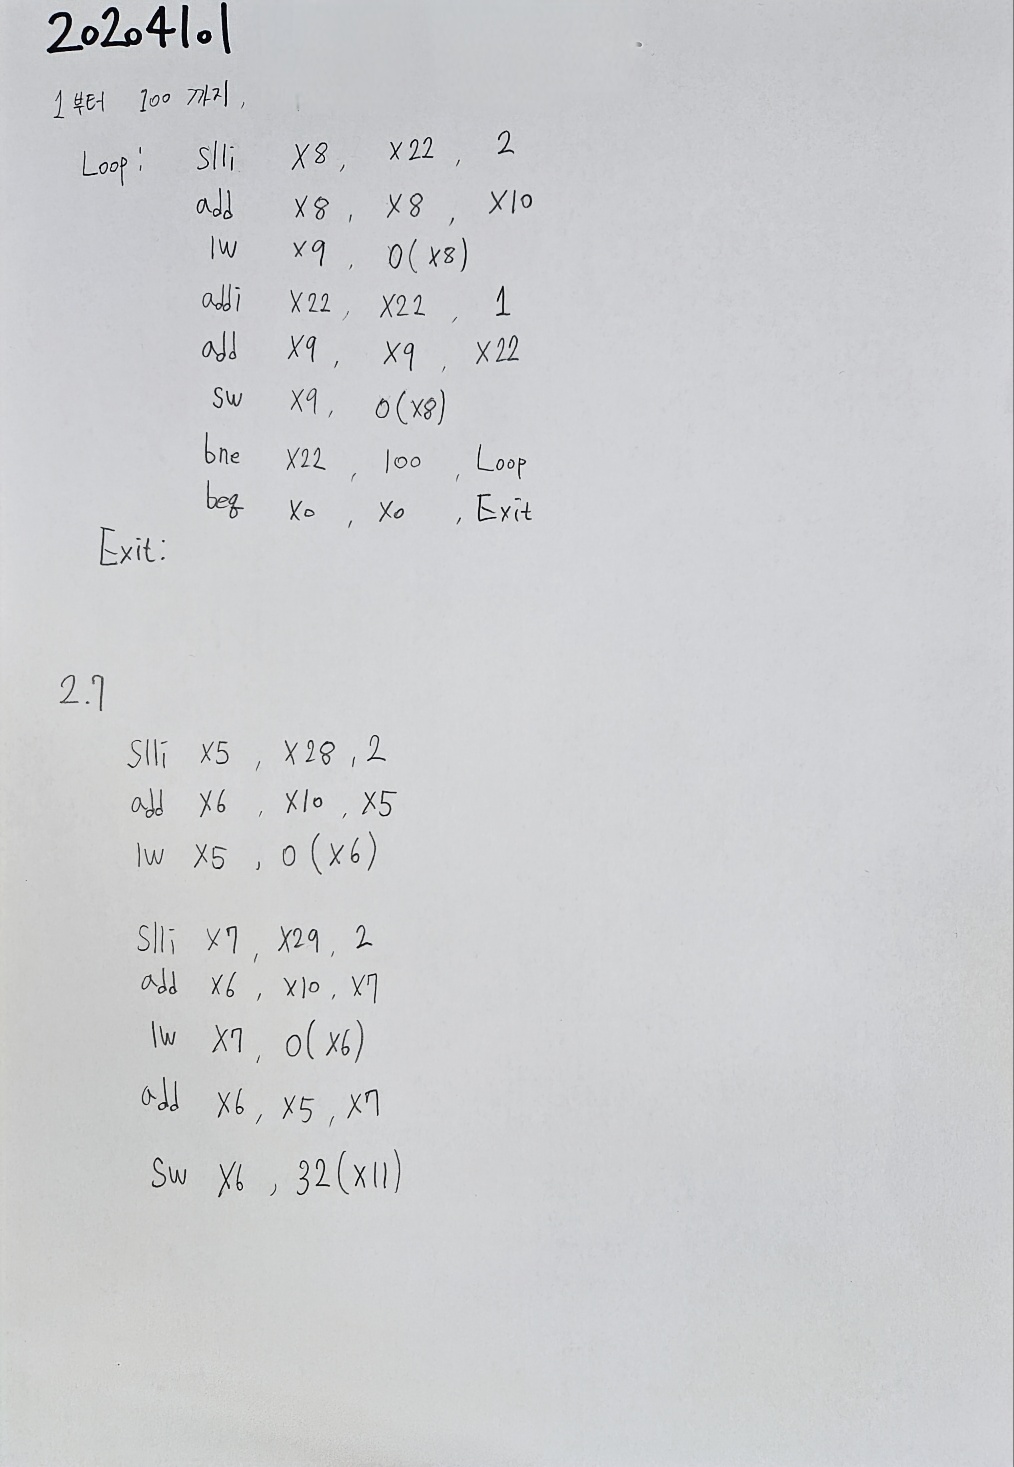 20204101
1부터 100 까지,
Loop: slli x8, x22, 2
add x8, x8, x10
lw x9, 0(x8)
addi x22, x22, 1
add x9, x9, x22
sw x9, 0(x8)
bne x22, 100, Loop
beq x0, x0, Exit
Exit:
2.7
slli x5, x28, 2
add x6, x10, x5
lw x5, 0(x6)
slli x7, x29, 2
add x6, x10, x7
lw x7, 0(x6)
add x6, x5, x7
sw x6, 32(x11)